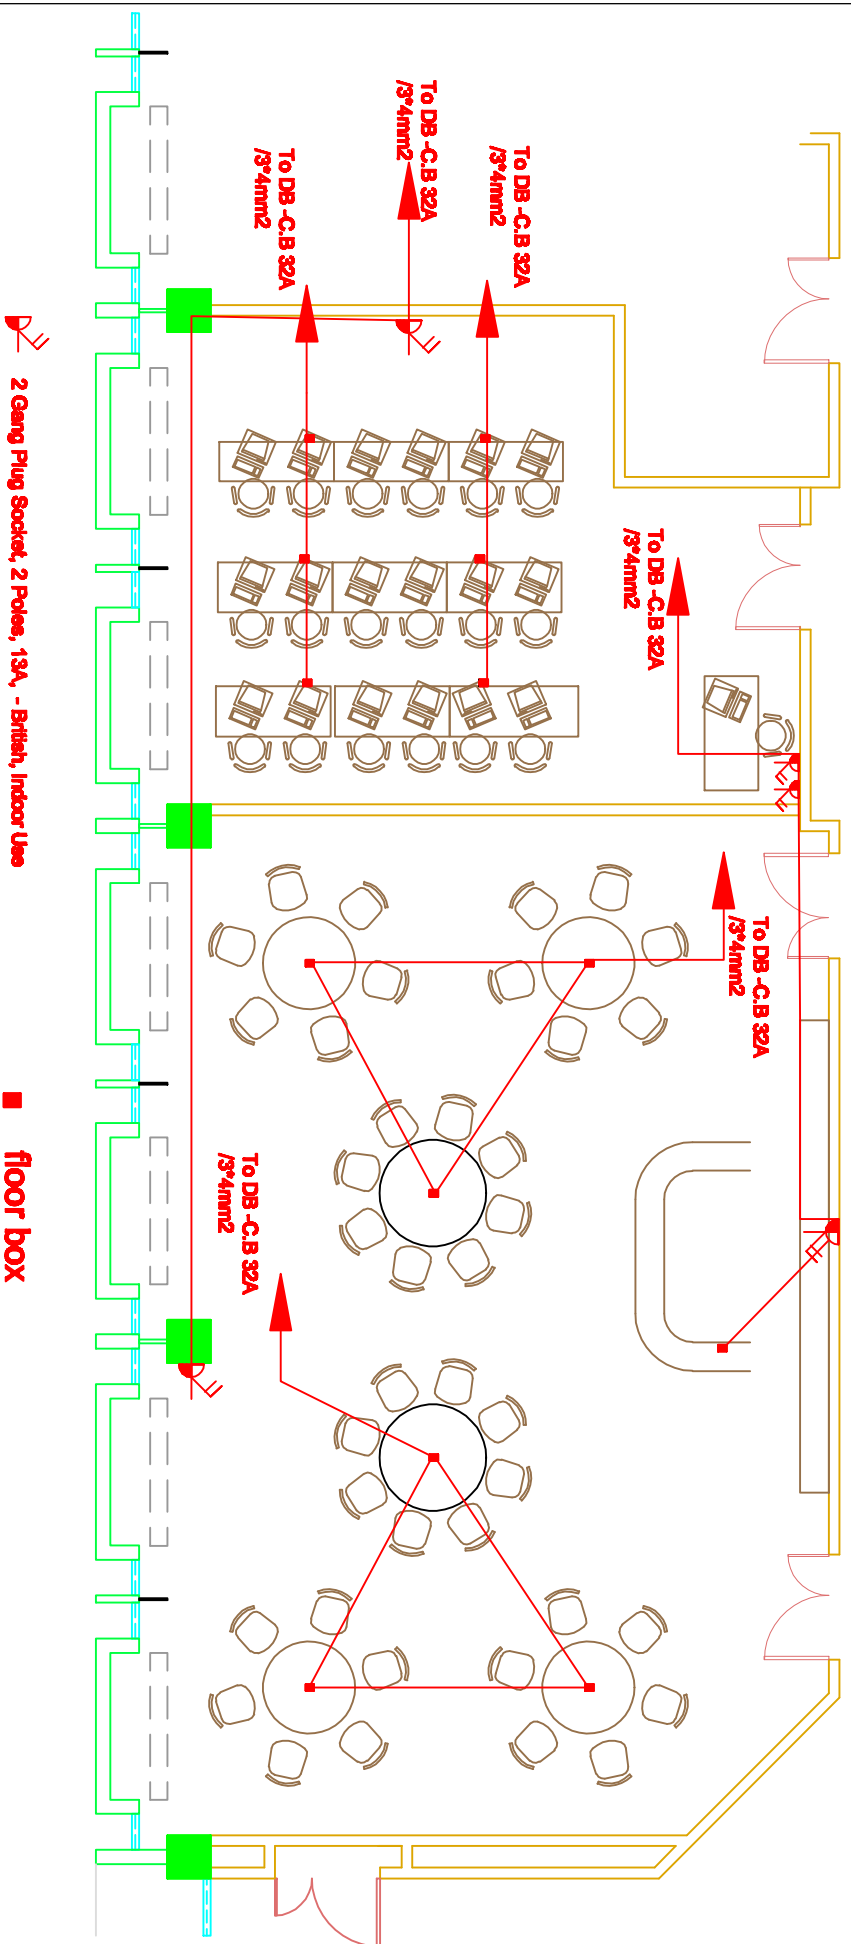 To DB -C.B 32A
/3*4mm2
To DB -C.B 32A
/3*4mm2
To DB -C.B 32A
/3*4mm2
To DB -C.B 32A
/3*4mm2
To DB -C.B 32A
/3*4mm2
To DB -C.B 32A
/3*4mm2
2 Gang Plug Socket, 2 Poles, 13A, - British, Indoor Use
floor box